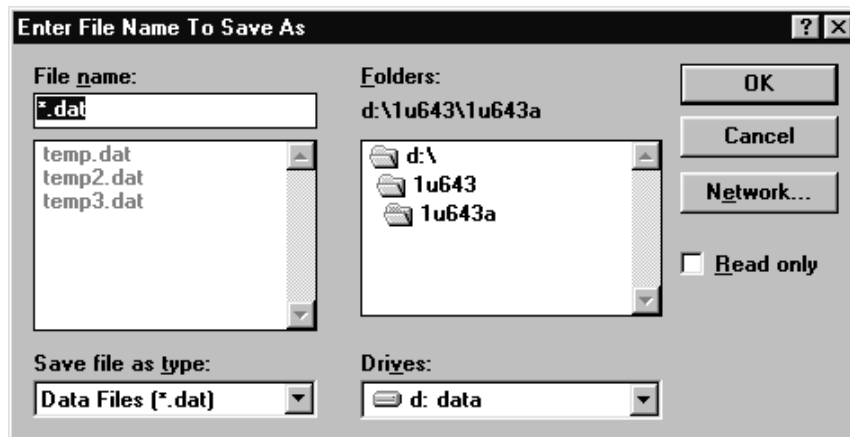 Enter File Name To Save As
File name:
*.dat
temp.dat
temp2.dat
temp3.dat
Save file as type:
Data Files (*.dat)
Folders:
d:\1u643\1u643a
d:\
1u643
1u643a
Drives:
d: data
OK
Cancel
Network...
Read only